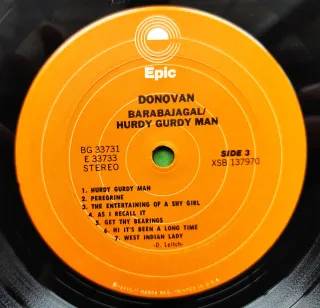 Epic
DONOVAN
BARABAJAGAL/
HURDY GURDY MAN
BG 33731
E 33733
STEREO
SIDE 3
XSB 137970
1. HURDY GURDY MAN
2. PEREGRINE
3. THE ENTERTAINING OF A SHY GIRL
4. AS I RECALL IT
5. GET THY BEARINGS
6. HI IT'S BEEN A LONG TIME
7. WEST INDIAN LADY
-D. Leitch-